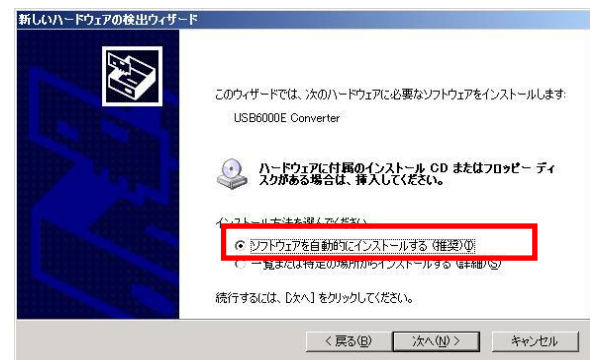 新しいハードウェアの検出ウィザード
このウィザードでは、次のハードウェアに必要なソフトウェアをインストールします:
USB6000E Converter
ハードウェアに付属のインストール CD またはフロッピー ディ
スクがある場合は、挿入してください。
インストール方法を選んでください。
ソフトウェアを自動的にインストールする (推奨)(I)
一覧または特定の場所からインストールする (詳細)(S)
続行するには、[次へ] をクリックしてください。
< 戻る(B)
次へ(N) >
キャンセル